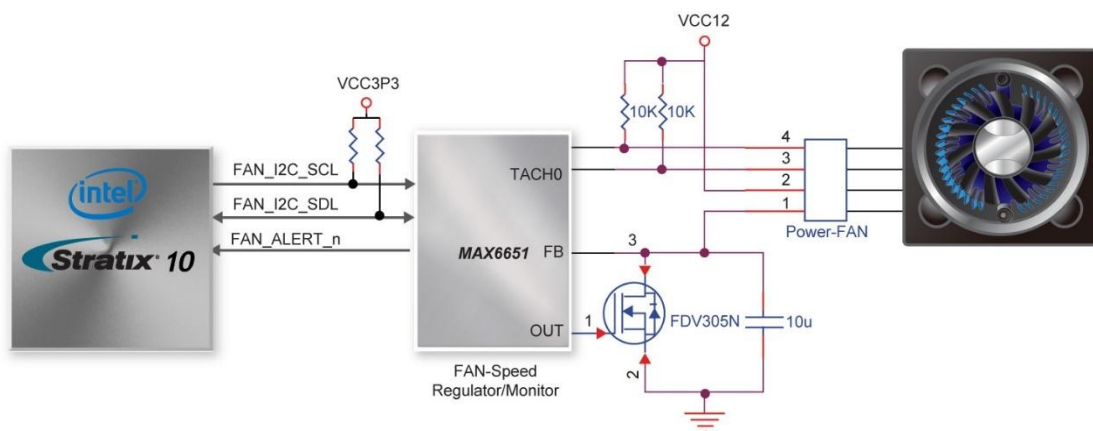 VCC12
VCC3P3
10K 10K
4
3
2
1
Power-FAN
intel
Stratix 10
FAN_I2C_SCL
FAN_I2C_SDL
FAN_ALERT_n
TACH0
MAX6651
FB
OUT
3
1
2
FDV305N
10u
FAN-Speed
Regulator/Monitor